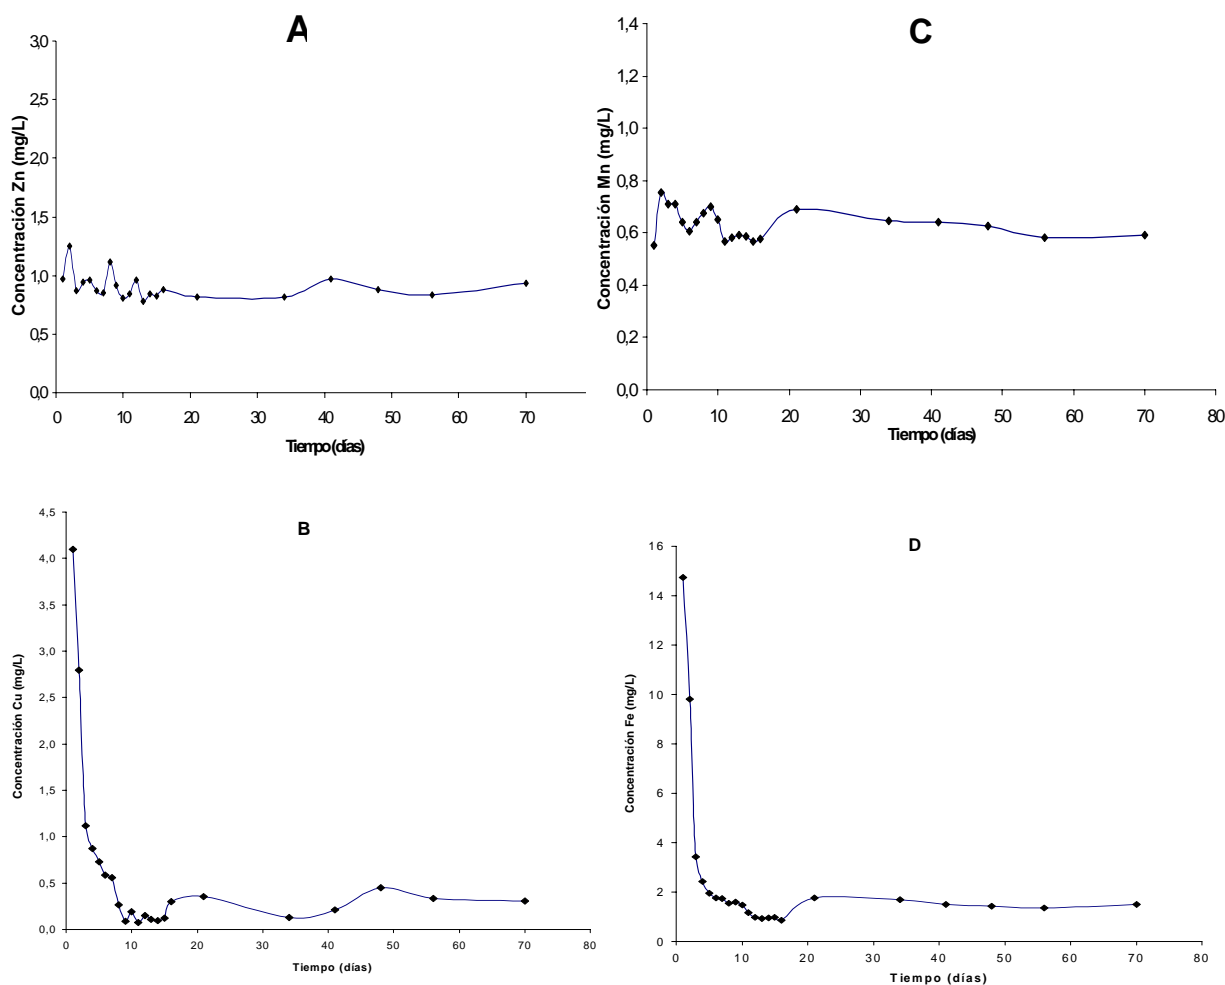 A
Concentración Zn (mg/L)
3,0
2,5
2,0
1,5
1,0
0,5
0,0
0 10 20 30 40 50 60 70
Tiempo (días)
C
Concentración Mn (mg/L)
1,4
1,2
1,0
0,8
0,6
0,4
0,2
0,0
0 10 20 30 40 50 60 70 80
Tiempo (días)
B
Concentración Cu (mg/L)
4,5
4,0
3,5
3,0
2,5
2,0
1,5
1,0
0,5
0,0
0 10 20 30 40 50 60 70 80
Tiempo (días)
D
Concentración Fe (mg/L)
16
14
12
10
8
6
4
2
0
0 10 20 30 40 50 60 70 80
Tiempo (días)